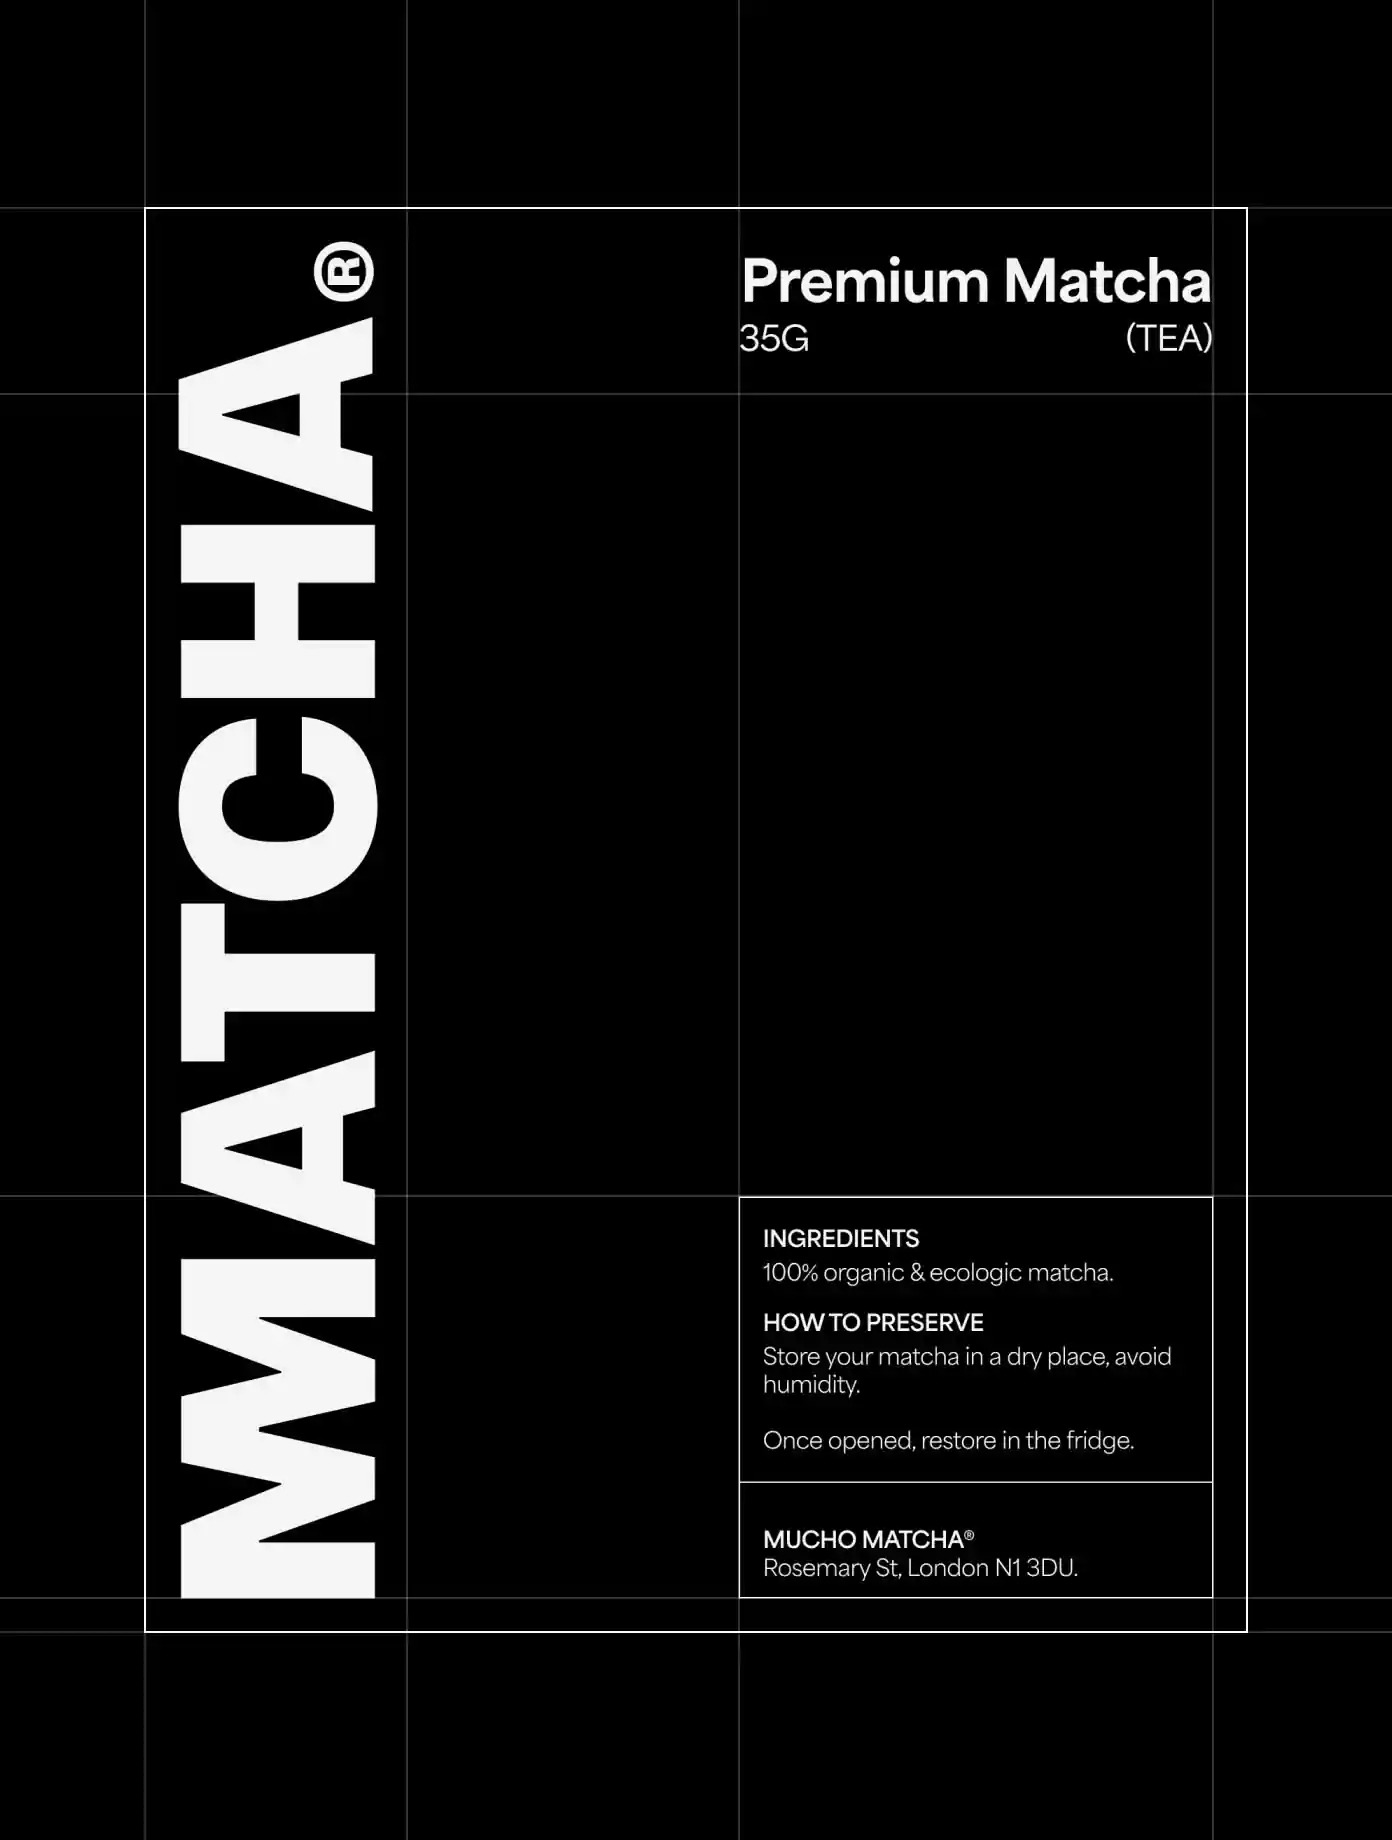 MATCHA®
Premium Matcha
35G (TEA)
INGREDIENTS
100% organic & ecologic matcha.
HOW TO PRESERVE
Store your matcha in a dry place, avoid
humidity.
Once opened, restore in the fridge.
MUCHO MATCHA®
Rosemary St, London N1 3DU.